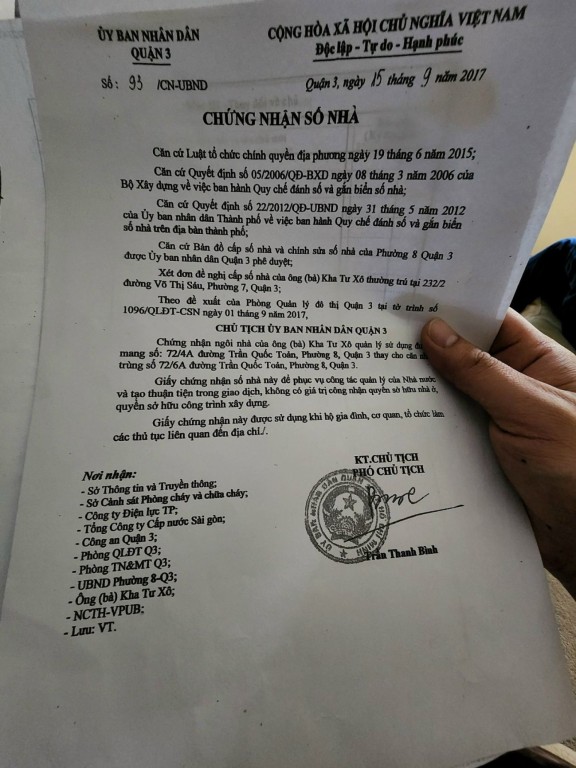 ỦY BAN NHÂN DÂN
QUẬN 3
CỘNG HÒA XÃ HỘI CHỦ NGHĨA VIỆT NAM
Độc lập - Tự do - Hạnh phúc
Số: 93 /CN-UBND
Quận 3, ngày 15 tháng 9 năm 2017
CHỨNG NHẬN SỐ NHÀ
Căn cứ Luật tổ chức chính quyền địa phương ngày 19 tháng 6 năm 2015;
Căn cứ Quyết định số 05/2006/QĐ-BXD ngày 08 tháng 3 năm 2006 của
Bộ Xây dựng về việc ban hành Quy chế đánh số và gắn biển số nhà;
Căn cứ Quyết định số 22/2012/QĐ-UBND ngày 31 tháng 5 năm 2012
của Ủy ban nhân dân Thành phố về việc ban hành Quy chế đánh số và gắn biển
số nhà trên địa bàn thành phố;
Căn cứ Bản đồ cấp số nhà và chỉnh sửa số nhà của Phường 8 Quận 3
được Ủy ban nhân dân Quận 3 phê duyệt;
Xét đơn đề nghị cấp số nhà của ông (bà) Kha Tư Xô thường trú tại 232/2
đường Võ Thị Sáu, Phường 7, Quận 3;
Theo đề xuất của Phòng Quản lý đô thị Quận 3 tại tờ trình số
1096/QLĐT-CSN ngày 01 tháng 9 năm 2017,
CHỦ TỊCH ỦY BAN NHÂN DÂN QUẬN 3
Chứng nhận ngôi nhà của ông (bà) Kha Tư Xô quản lý sử dụng
mang số: 72/4A đường Trần Quốc Toản, Phường 8, Quận 3 thay cho căn
trùng số 72/6A đường Trần Quốc Toản, Phường 8, Quận 3.
Giấy chứng nhận số nhà này để phục vụ công tác quản lý của Nhà nước
và tạo thuận tiện trong giao dịch, không có giá trị công nhận quyền sở hữu nhà ở,
quyền sở hữu công trình xây dựng.
Giấy chứng nhận này được sử dụng khi hộ gia đình, cơ quan, tổ chức làm
các thủ tục liên quan đến địa chỉ./.
Nơi nhận:
- Sở Thông tin và Truyền thông;
- Sở Cảnh sát Phòng cháy và chữa cháy;
- Công ty Điện lực TP;
- Tổng Công ty Cấp nước Sài gòn;
- Công an Quận 3;
- Phòng QLĐT Q3;
- Phòng TN&MT Q3;
- UBND Phường 8-Q3;
- Ông (bà) Kha Tư Xô;
- NCTH-VPUB;
- Lưu: VT.
KT.CHỦ TỊCH
PHÓ CHỦ TỊCH
Trần Thanh Bình